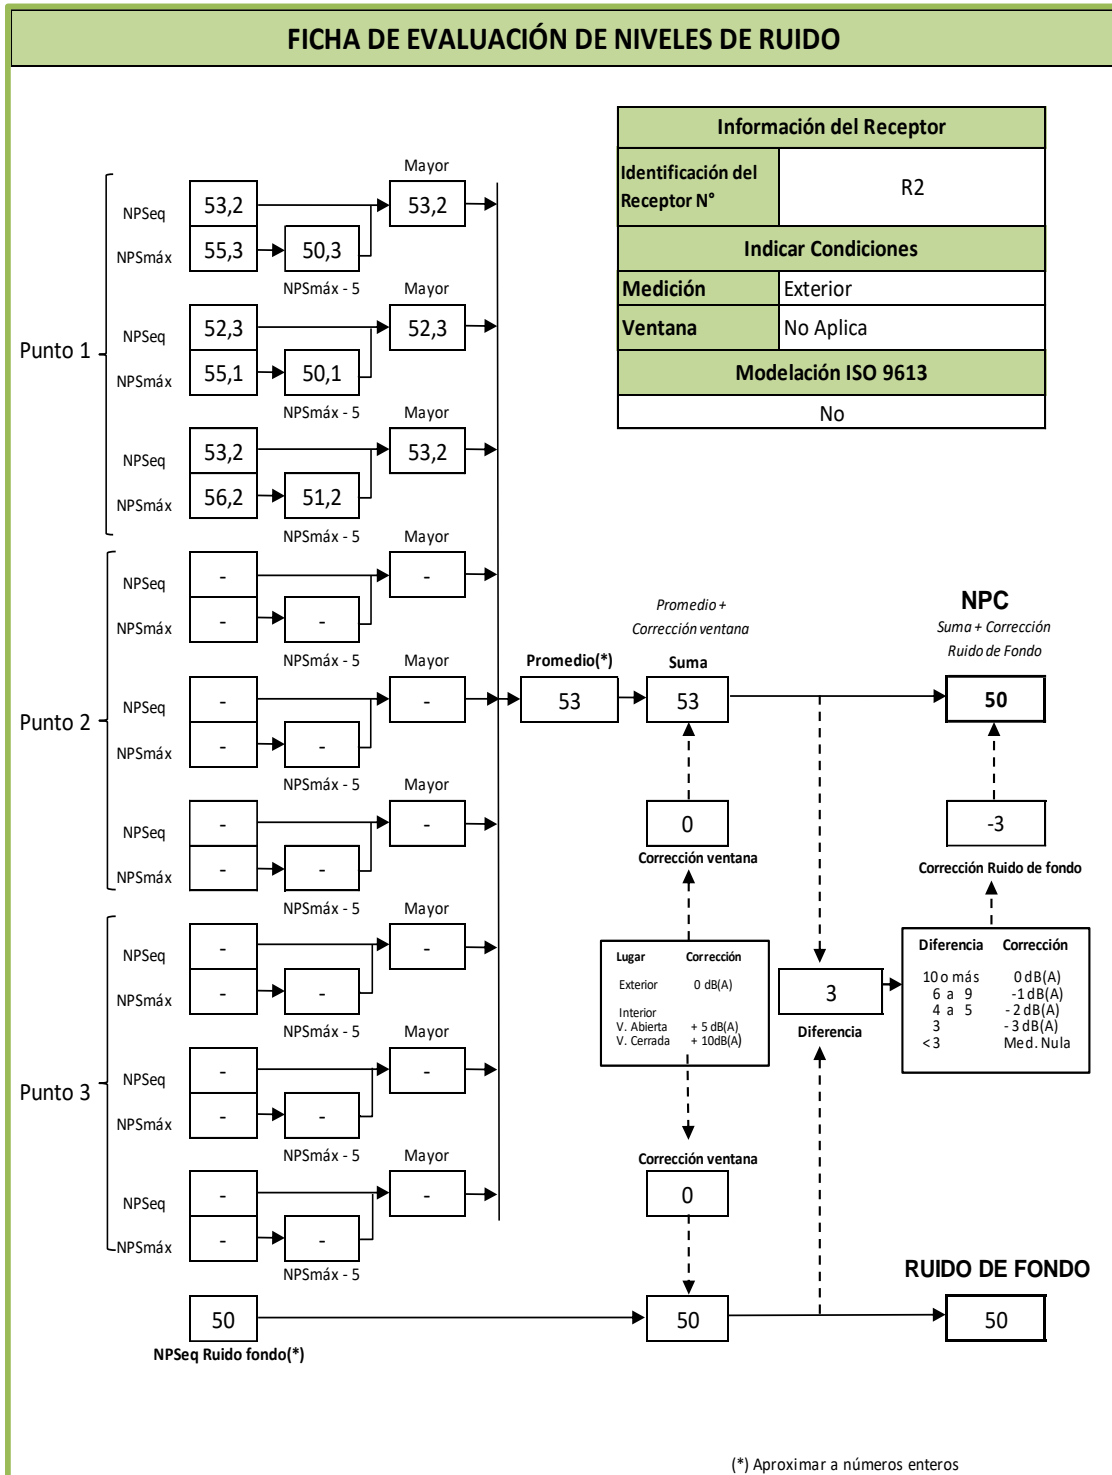 FICHA DE EVALUACIÓN DE NIVELES DE RUIDO
Información del Receptor
Identificación del Receptor N°
R2
Indicar Condiciones
Medición
Exterior
Ventana
No Aplica
Modelación ISO 9613
No
Punto 1
Mayor
NPSeq
53,2
53,2
NPSmáx
55,3
50,3
NPSmáx - 5
Mayor
NPSeq
52,3
52,3
NPSmáx
55,1
50,1
NPSmáx - 5
Mayor
NPSeq
53,2
53,2
NPSmáx
56,2
51,2
NPSmáx - 5
Punto 2
Mayor
NPSeq
-
-
NPSmáx
-
-
NPSmáx - 5
Mayor
NPSeq
-
-
NPSmáx
-
-
NPSmáx - 5
Mayor
NPSeq
-
-
NPSmáx
-
-
NPSmáx - 5
Punto 3
Mayor
NPSeq
-
-
NPSmáx
-
-
NPSmáx - 5
Mayor
NPSeq
-
-
NPSmáx
-
-
NPSmáx - 5
Mayor
NPSeq
-
-
NPSmáx
-
-
NPSmáx - 5
Promedio(*)
53
Promedio +
Corrección ventana
Suma
53
NPC
Suma + Corrección
Ruido de Fondo
50
0
Corrección ventana
-3
Corrección Ruido de fondo
Lugar Corrección
Exterior 0 dB(A)
Interior
V. Abierta + 5 dB(A)
V. Cerrada + 10dB(A)
3
Diferencia
Diferencia Corrección
10 o más 0 dB(A)
6 a 9 -1 dB(A)
4 a 5 - 2 dB(A)
3 - 3 dB(A)
< 3 Med. Nula
Corrección ventana
0
RUIDO DE FONDO
50
50
50
NPSeq Ruido fondo(*)
(*) Aproximar a números enteros